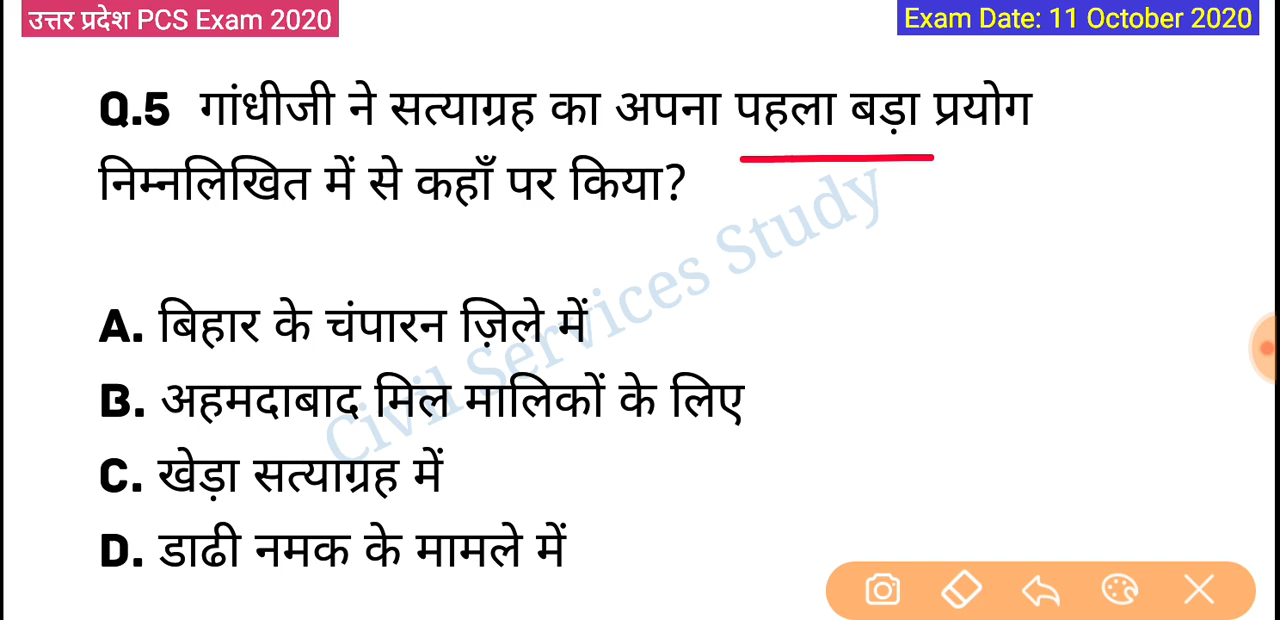 उत्तर प्रदेश PCS Exam 2020
Exam Date: 11 October 2020
Q.5 गांधीजी ने सत्याग्रह का अपना पहला बड़ा प्रयोग
निम्नलिखित में से कहाँ पर किया?
A. बिहार के चंपारन ज़िले में
B. अहमदाबाद मिल मालिकों के लिए
C. खेड़ा सत्याग्रह में
D. डाढी नमक के मामले में
Civil Services Study